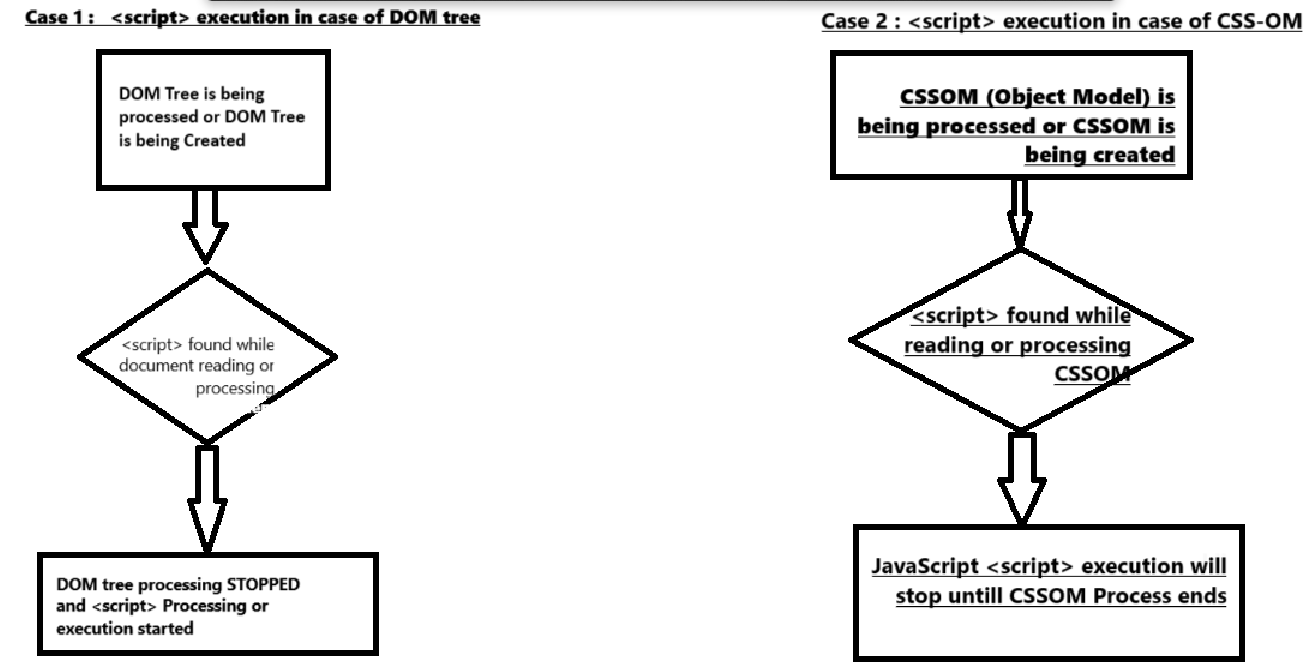 Case 1 : <script> execution in case of DOM tree
DOM Tree is being
processed or DOM Tree
is being Created
<script> found while
document reading or
processing
DOM tree processing STOPPED
and <script> Processing or
execution started
Case 2 : <script> execution in case of CSS-OM
CSSOM (Object Model) is
being processed or CSSOM is
being created
<script> found while
reading or processing
CSSOM
JavaScript <script> execution will
stop untill CSSOM Process ends